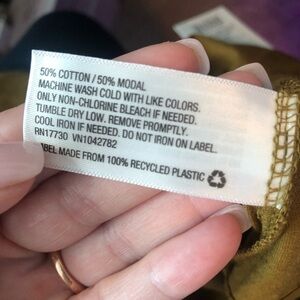 50% COTTON / 50% MODAL
MACHINE WASH COLD WITH LIKE COLORS.
ONLY NON-CHLORINE BLEACH IF NEEDED.
TUMBLE DRY LOW. REMOVE PROMPTLY.
COOL IRON IF NEEDED. DO NOT IRON ON LABEL.
RN17730 VN1042782
LABEL MADE FROM 100% RECYCLED PLASTIC